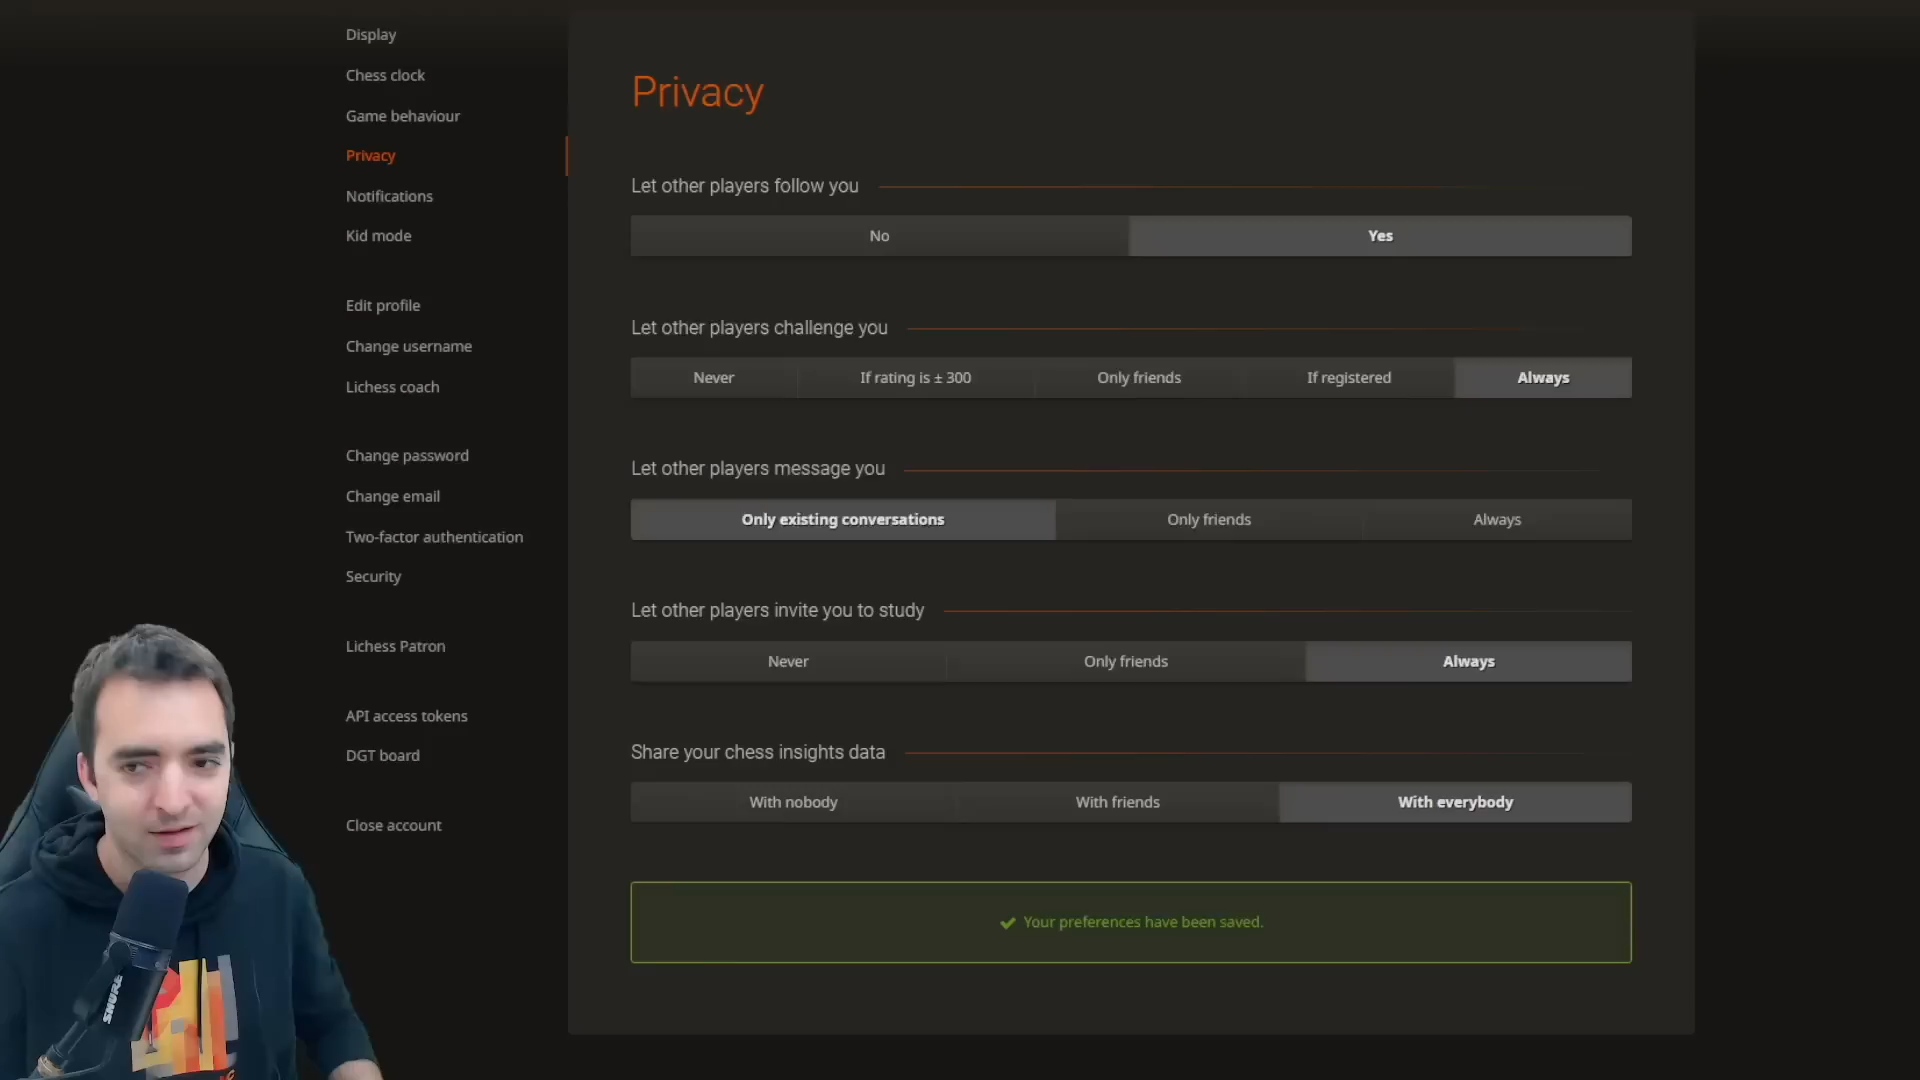 Display
Chess clock
Game behaviour
Privacy
Notifications
Kid mode
Edit profile
Change username
Lichess coach
Change password
Change email
Two-factor authentication
Security
Lichess Patron
API access tokens
DGT board
Close account
Privacy
Let other players follow you
No Yes
Let other players challenge you
Never If rating is ± 300 Only friends If registered Always
Let other players message you
Only existing conversations Only friends Always
Let other players invite you to study
Never Only friends Always
Share your chess insights data
With nobody With friends With everybody
Your preferences have been saved.
SHURE